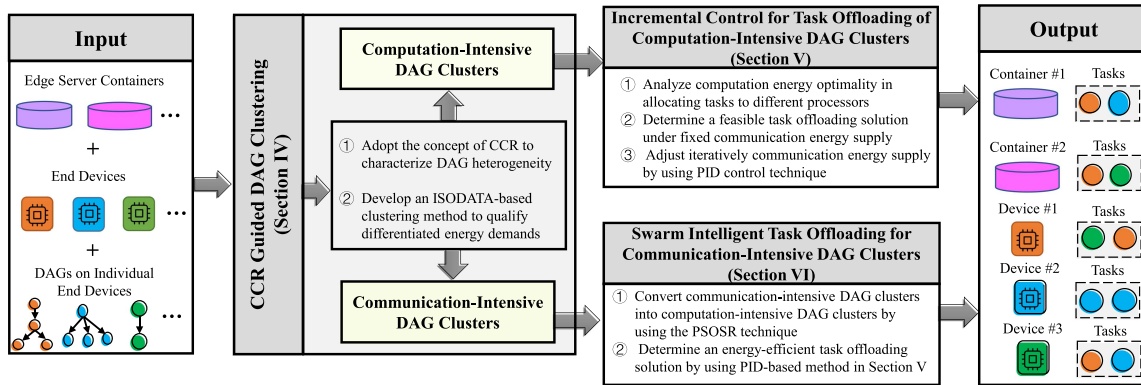 Input
Edge Server Containers
...
+
End Devices
...
+
DAGs on Individual
End Devices
...
CCR Guided DAG Clustering
(Section IV)
Computation-Intensive
DAG Clusters
① Adopt the concept of CCR to
characterize DAG heterogeneity
② Develop an ISODATA-based
clustering method to qualify
differentiated energy demands
Communication-Intensive
DAG Clusters
Incremental Control for Task Offloading of
Computation-Intensive DAG Clusters
(Section V)
① Analyze computation energy optimality in
allocating tasks to different processors
② Determine a feasible task offloading solution
under fixed communication energy supply
③ Adjust iteratively communication energy supply
by using PID control technique
Swarm Intelligent Task Offloading for
Communication-Intensive DAG Clusters
(Section VI)
① Convert communication-intensive DAG clusters
into computation-intensive DAG clusters by
using the PSOSR technique
② Determine an energy-efficient task offloading
solution by using PID-based method in Section V
Output
Container #1 Tasks
Container #2 Tasks
Device #1 Tasks
Device #2 Tasks
Device #3 Tasks